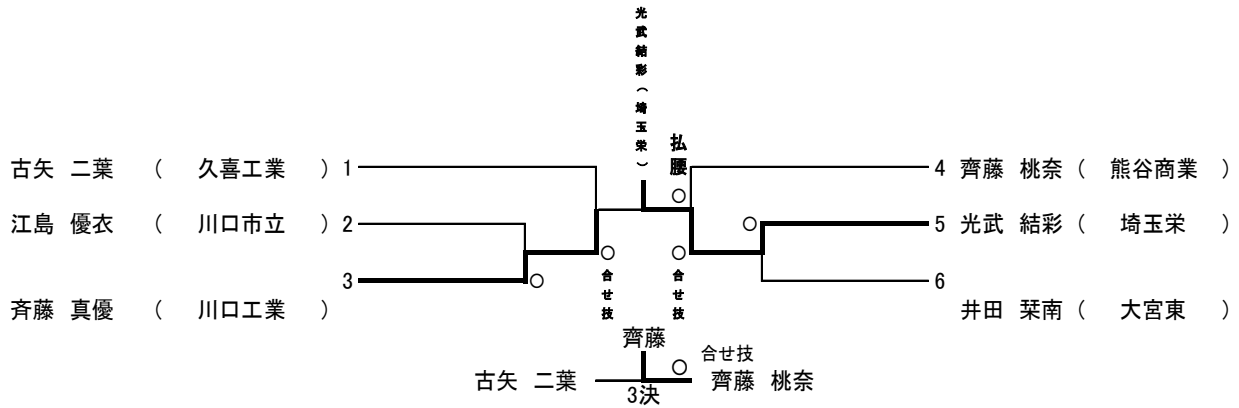 光武結彩（埼玉栄）
払腰
古矢 二葉 （ 久喜工業 ） 1
4 齊藤 桃奈 （ 熊谷商業 ）
○
江島 優衣 （ 川口市立 ） 2
○ 5 光武 結彩 （ 埼玉栄 ）
○ 合せ技
○ 合せ技
3 ○
6
斉藤 真優 （ 川口工業 ）
井田 栞南 （ 大宮東 ）
齊藤
○ 合せ技
古矢 二葉 齊藤 桃奈
3決